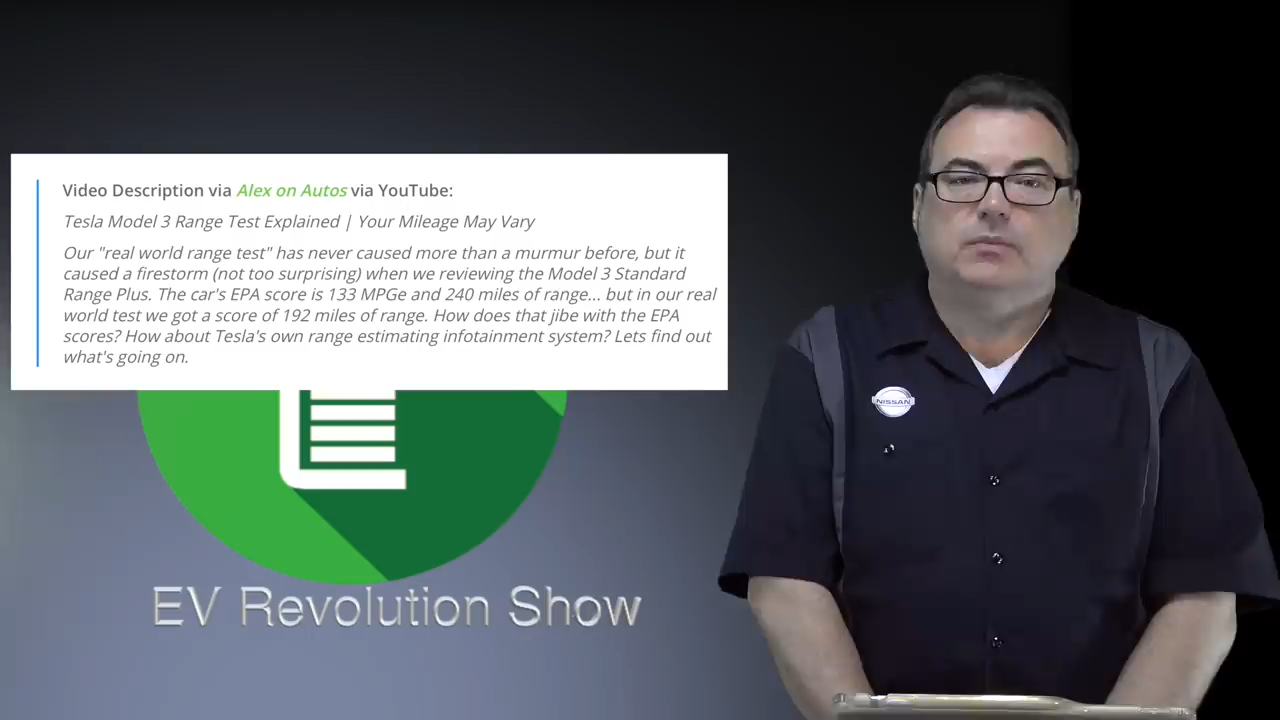 Video Description via Alex on Autos via YouTube:
Tesla Model 3 Range Test Explained | Your Mileage May Vary
Our "real world range test" has never caused more than a murmur before, but it
caused a firestorm (not too surprising) when we reviewing the Model 3 Standard
Range Plus. The car's EPA score is 133 MPGe and 240 miles of range... but in our real
world test we got a score of 192 miles of range. How does that jibe with the EPA
scores? How about Tesla's own range estimating infotainment system? Lets find out
what's going on.
NISSAN
EV Revolution Show